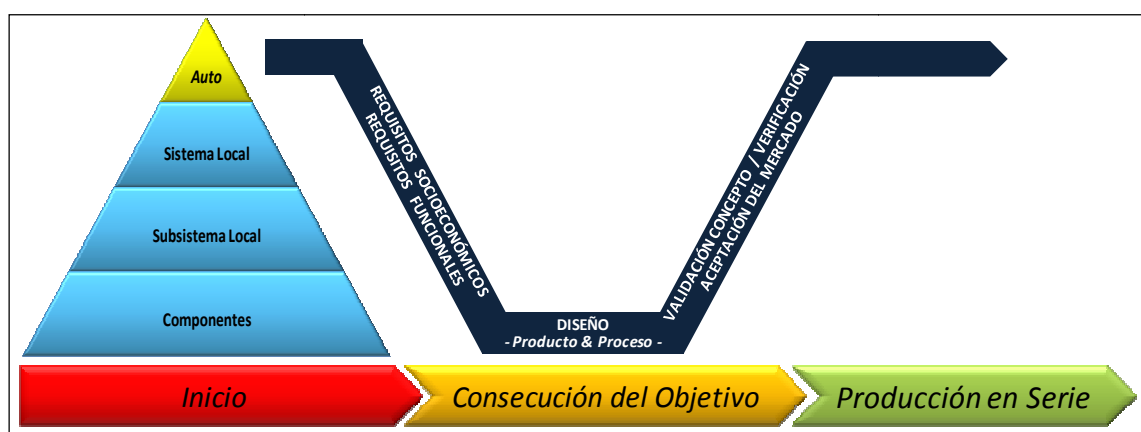 Auto
Sistema Local
Subsistema Local
Componentes
REQUISITOS SOCIOECONÓMICOS
REQUISITOS FUNCIONALES
DISEÑO
- Producto & Proceso -
VALIDACIÓN CONCEPTO / VERIFICACIÓN
ACEPTACIÓN DEL MERCADO
Inicio
Consecución del Objetivo
Producción en Serie